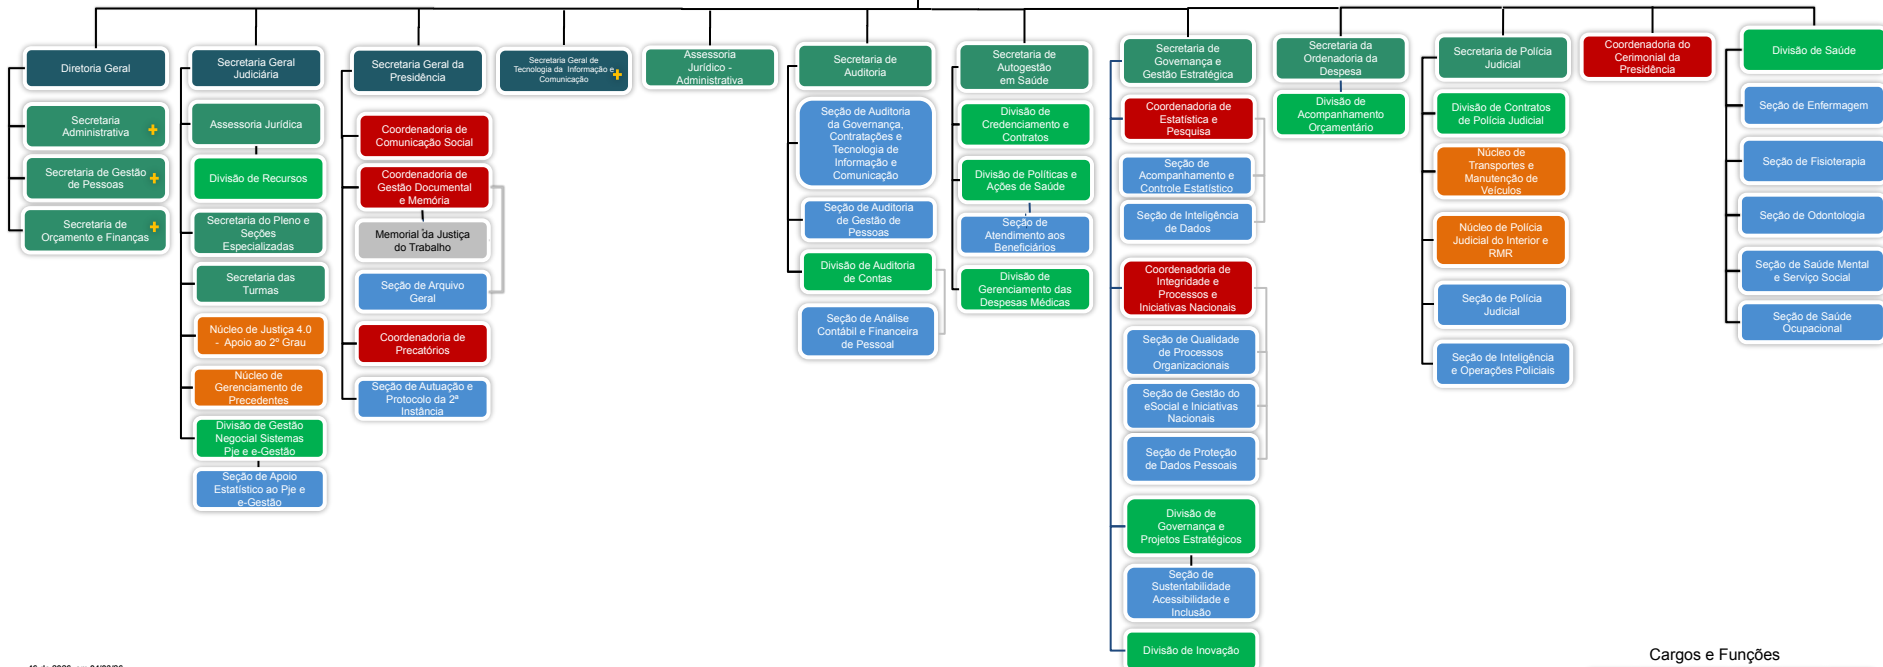 Diretoria Geral
Secretaria
Administrativa
Secretaria de Gestão
de Pessoas
Secretaria de
Orçamento e Finanças
Secretaria Geral
Judiciária
Assessoria Jurídica
Divisão de Recursos
Secretaria do Pleno e
Seções
Especializadas
Secretaria das
Turmas
Núcleo de Justiça 4.0
- Apoio ao 2º Grau
Núcleo de
Gerenciamento de
Precedentes
Divisão de Gestão
Negocial Sistemas
Pje e e-Gestão
Seção de Apoio
Estatístico ao Pje e
e-Gestão
Secretaria Geral da
Presidência
Coordenadoria de
Comunicação Social
Coordenadoria de
Gestão Documental
e Memória
Memorial da Justiça
do Trabalho
Seção de Arquivo
Geral
Coordenadoria de
Precatórios
Seção de Autuação e
Protocolo da 2ª
Instância
Secretaria Geral de
Tecnologia da Informação e
Comunicação
Assessoria
Jurídico -
Administrativa
Secretaria de
Auditoria
Seção de Auditoria
da Governança,
Contratações e
Tecnologia de
Informação e
Comunicação
Seção de Auditoria
de Gestão de
Pessoas
Divisão de Auditoria
de Contas
Seção de Análise
Contábil e Financeira
de Pessoal
Secretaria de
Autogestão
em Saúde
Divisão de
Credenciamento e
Contratos
Divisão de Políticas e
Ações de Saúde
Seção de
Atendimento aos
Beneficiários
Divisão de
Gerenciamento das
Despesas Médicas
Secretaria de
Governança e
Gestão Estratégica
Coordenadoria de
Estatística e
Pesquisa
Seção de
Acompanhamento e
Controle Estatístico
Seção de Inteligência
de Dados
Coordenadoria de
Integridade e
Processos e
Iniciativas Nacionais
Seção de Qualidade
de Processos
Organizacionais
Seção de Gestão do
eSocial e Iniciativas
Nacionais
Seção de Proteção
de Dados Pessoais
Divisão de
Governança e
Projetos Estratégicos
Seção de
Sustentabilidade
Acessibilidade e
Inclusão
Divisão de Inovação
Secretaria da
Ordenadoria da
Despesa
Divisão de
Acompanhamento
Orçamentário
Secretaria de Polícia
Judicial
Divisão de Contratos
de Polícia Judicial
Núcleo de
Transportes e
Manutenção de
Veículos
Núcleo de Polícia
Judicial do Interior e
RMR
Seção de Polícia
Judicial
Seção de Inteligência
e Operações Policiais
Coordenadoria do
Cerimonial da
Presidência
Divisão de Saúde
Seção de Enfermagem
Seção de Fisioterapia
Seção de Odontologia
Seção de Saúde Mental
e Serviço Social
Seção de Saúde
Ocupacional
Cargos e Funções